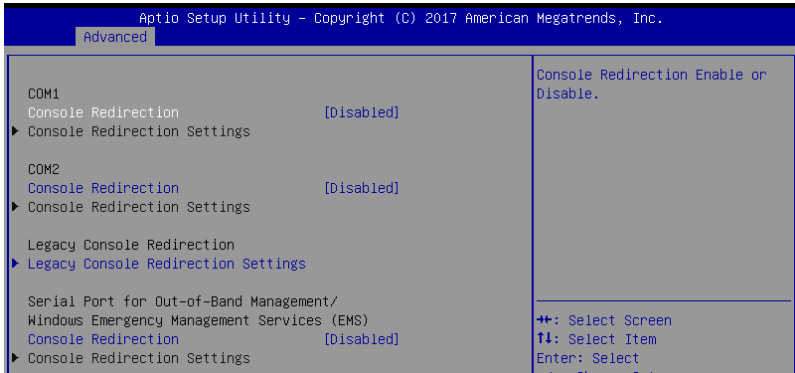 Aptio Setup Utility – Copyright (C) 2017 American Megatrends, Inc.
Advanced
COM1
Console Redirection [Disabled]
Console Redirection Settings
COM2
Console Redirection [Disabled]
Console Redirection Settings
Legacy Console Redirection
Legacy Console Redirection Settings
Serial Port for Out-of-Band Management/
Windows Emergency Management Services (EMS)
Console Redirection [Disabled]
Console Redirection Settings
Console Redirection Enable or
Disable.
→←: Select Screen
↑↓: Select Item
Enter: Select